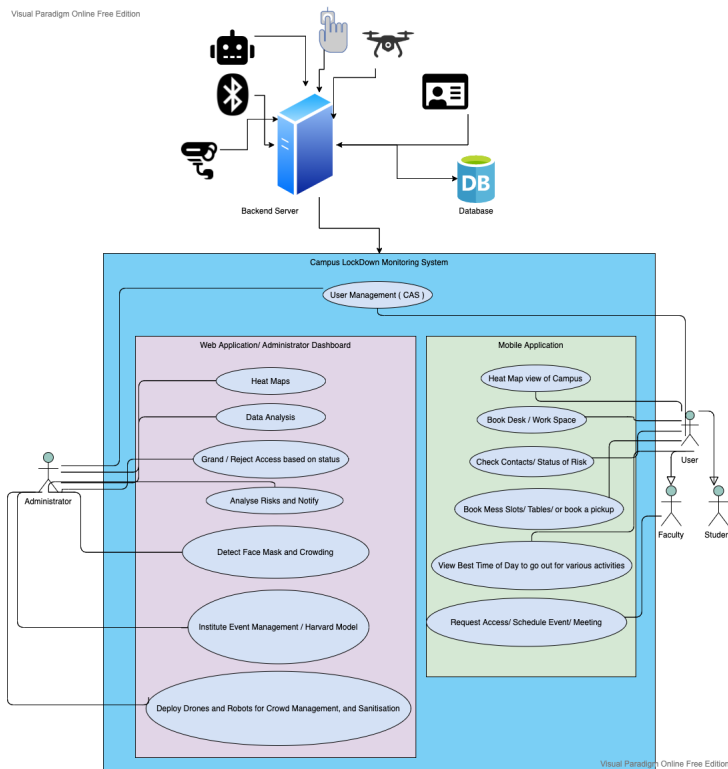 Visual Paradigm Online Free Edition
Backend Server
DB
Database
Campus LockDown Monitoring System
User Management ( CAS )
Web Application/ Administrator Dashboard
Mobile Application
Heat Maps
Heat Map view of Campus
Data Analysis
Book Desk / Work Space
Grand / Reject Access based on status
Check Contacts/ Status of Risk
User
Administrator
Analyse Risks and Notify
Book Mess Slots/ Tables/ or book a pickup
Faculty
Studen
Detect Face Mask and Crowding
View Best Time of Day to go out for various activities
Institute Event Management / Harvard Model
Request Access/ Schedule Event/ Meeting
Deploy Drones and Robots for Crowd Management, and Sanitisation
Visual Paradigm Online Free Edition